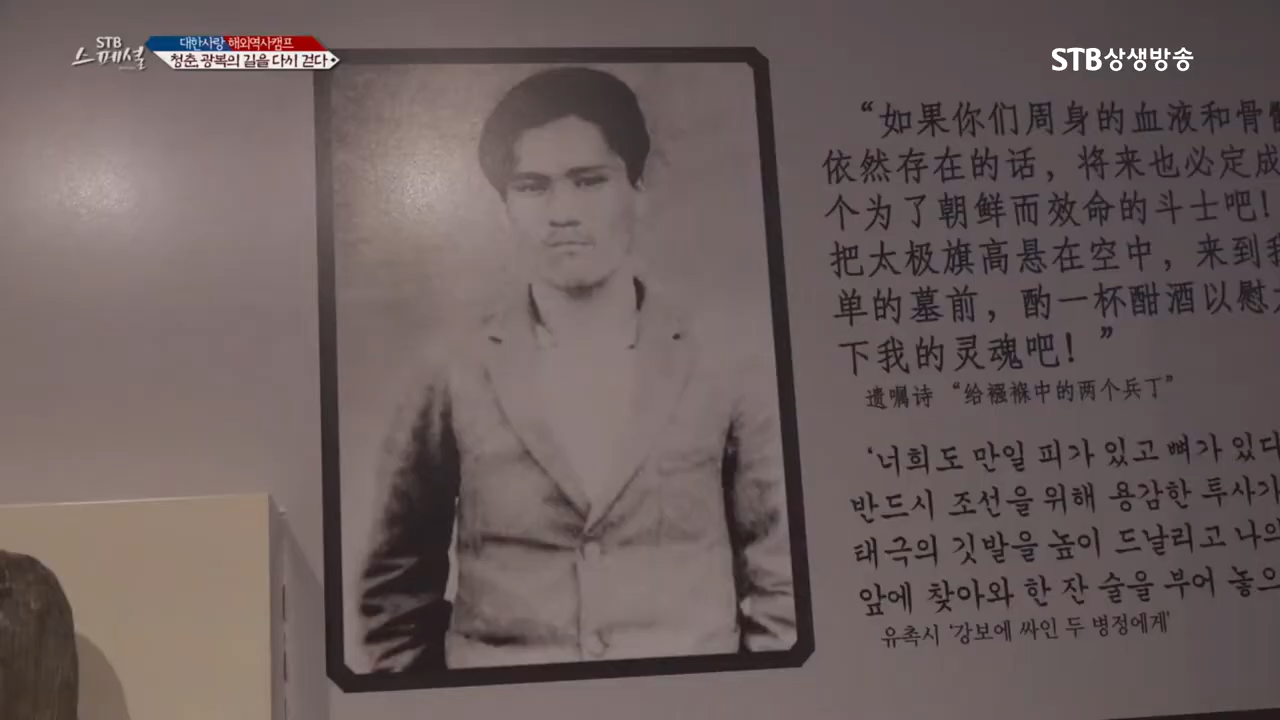 STB
스페셜
대한사랑 해외역사캠프
청춘, 광복의 길을 다시 걷다
STB상생방송
“如果你们周身的血液和骨
依然存在的话，将来也必定成
个为了朝鲜而效命的斗士吧！
把太极旗高悬在空中，来到
单的墓前，酌一杯酣酒以慰
下我的灵魂吧！”
遗嘱诗 “给襁褓中的两个兵丁”
‘너희도 만일 피가 있고 뼈가 있다
반드시 조선을 위해 용감한 투사가
태극의 깃발을 높이 드날리고 나의
앞에 찾아와 한 잔 술을 부어 놓으
유촉시 ‘강보에 싸인 두 병정에게’